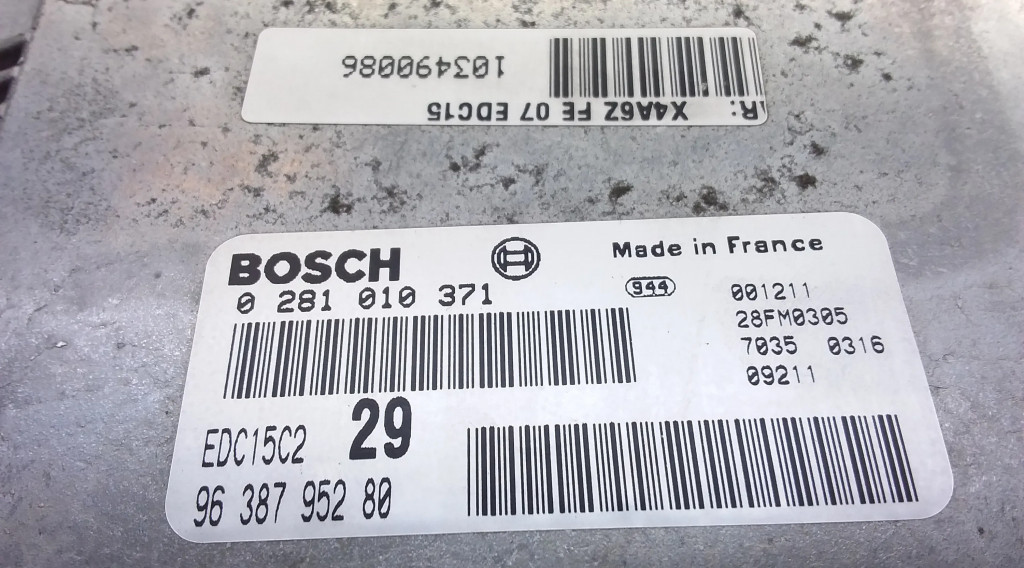 103490086
AR: X4A6Z FE 07 EDC15
BOSCH
Made in France
0 281 010 371
944
001211
28FM0305
7035 0316
09211
EDC15C2
29
96 387 952 80